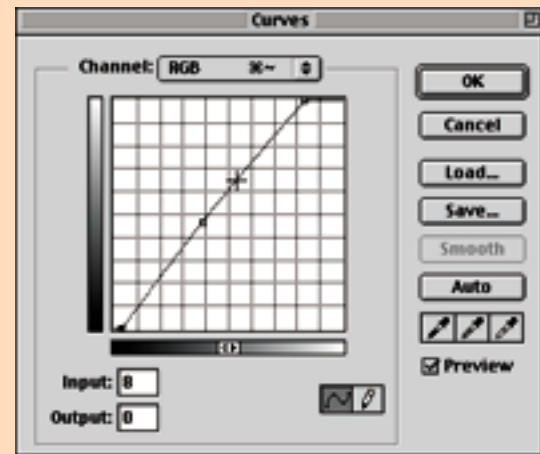 Curves
Channel: RGB ⌘~
OK
Cancel
Load...
Save...
Smooth
Auto
Preview
Input: 8
Output: 0